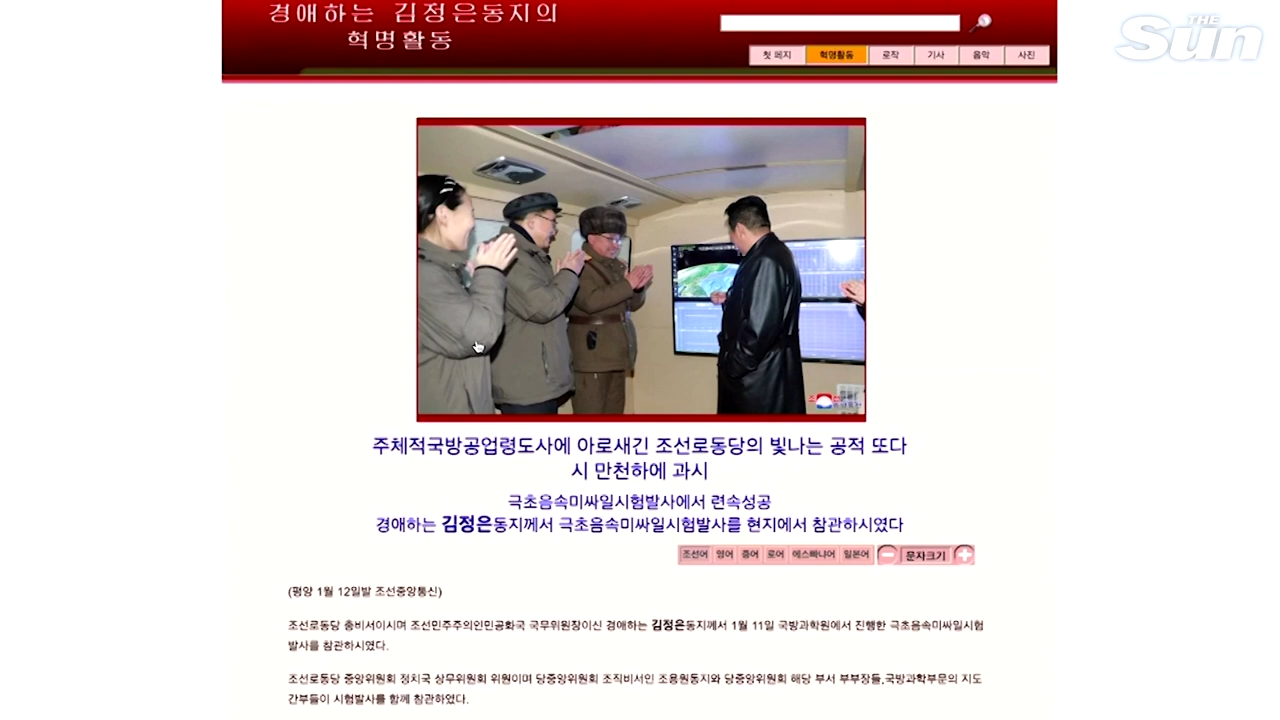 경애하는 김정은동지의
혁명활동
THE Sun
첫 페지 혁명활동 로작 기사 음악 사진
주체적국방공업령도사에 아로새긴 조선로동당의 빛나는 공적 또다
시 만천하에 과시
극초음속미싸일시험발사에서 련속성공
경애하는 김정은동지께서 극초음속미싸일시험발사를 현지에서 참관하시였다
조선어 영어 중어 로어 에스빠냐어 일본어 문자크기
(평양 1월 12일발 조선중앙통신)
조선로동당 총비서이시며 조선민주주의인민공화국 국무위원장이신 경애하는 김정은동지께서 1월 11일 국방과학원에서 진행한 극초음속미싸일시험
발사를 참관하시였다.
조선로동당 중앙위원회 정치국 상무위원회 위원이며 당중앙위원회 조직비서인 조용원동지와 당중앙위원회 해당 부서 부부장들,국방과학부문의 지도
간부들이 시험발사를 함께 참관하였다.